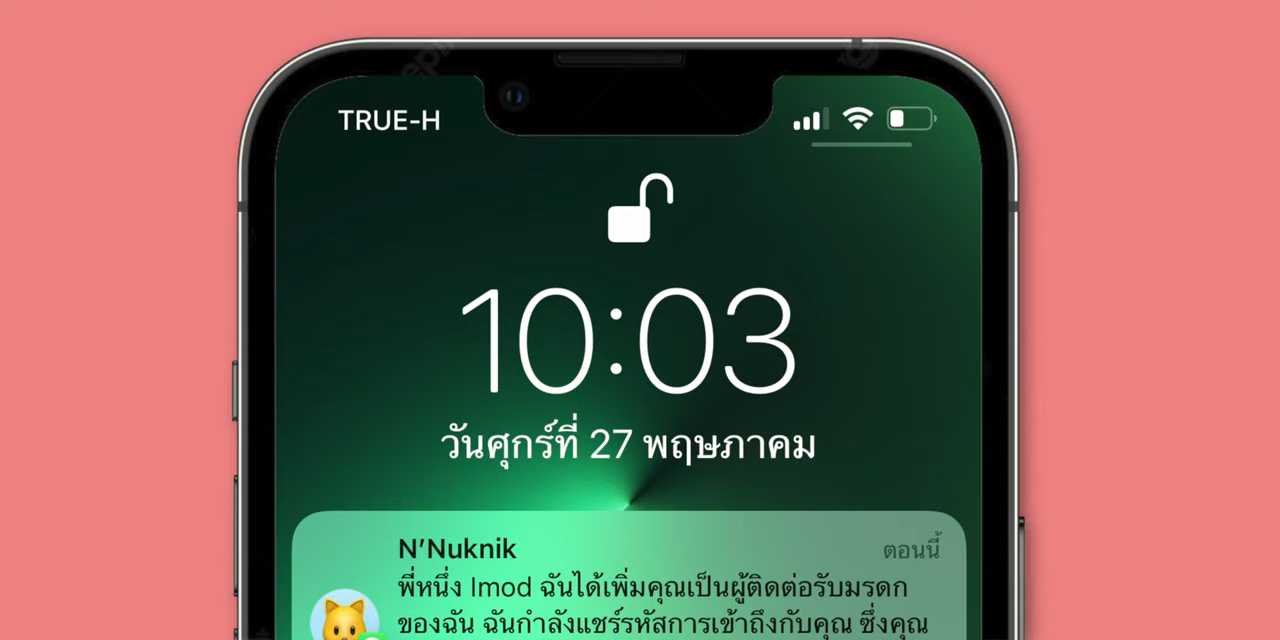 TRUE-H
10:03
วันศุกร์ที่ 27 พฤษภาคม
N’Nuknik
ตอนนี้
พี่หนึ่ง Imod ฉันได้เพิ่มคุณเป็นผู้ติดต่อรับมรดก
ของฉัน ฉันกำลังแชร์รหัสการเข้าถึงกับคุณ ซึ่งคุณ